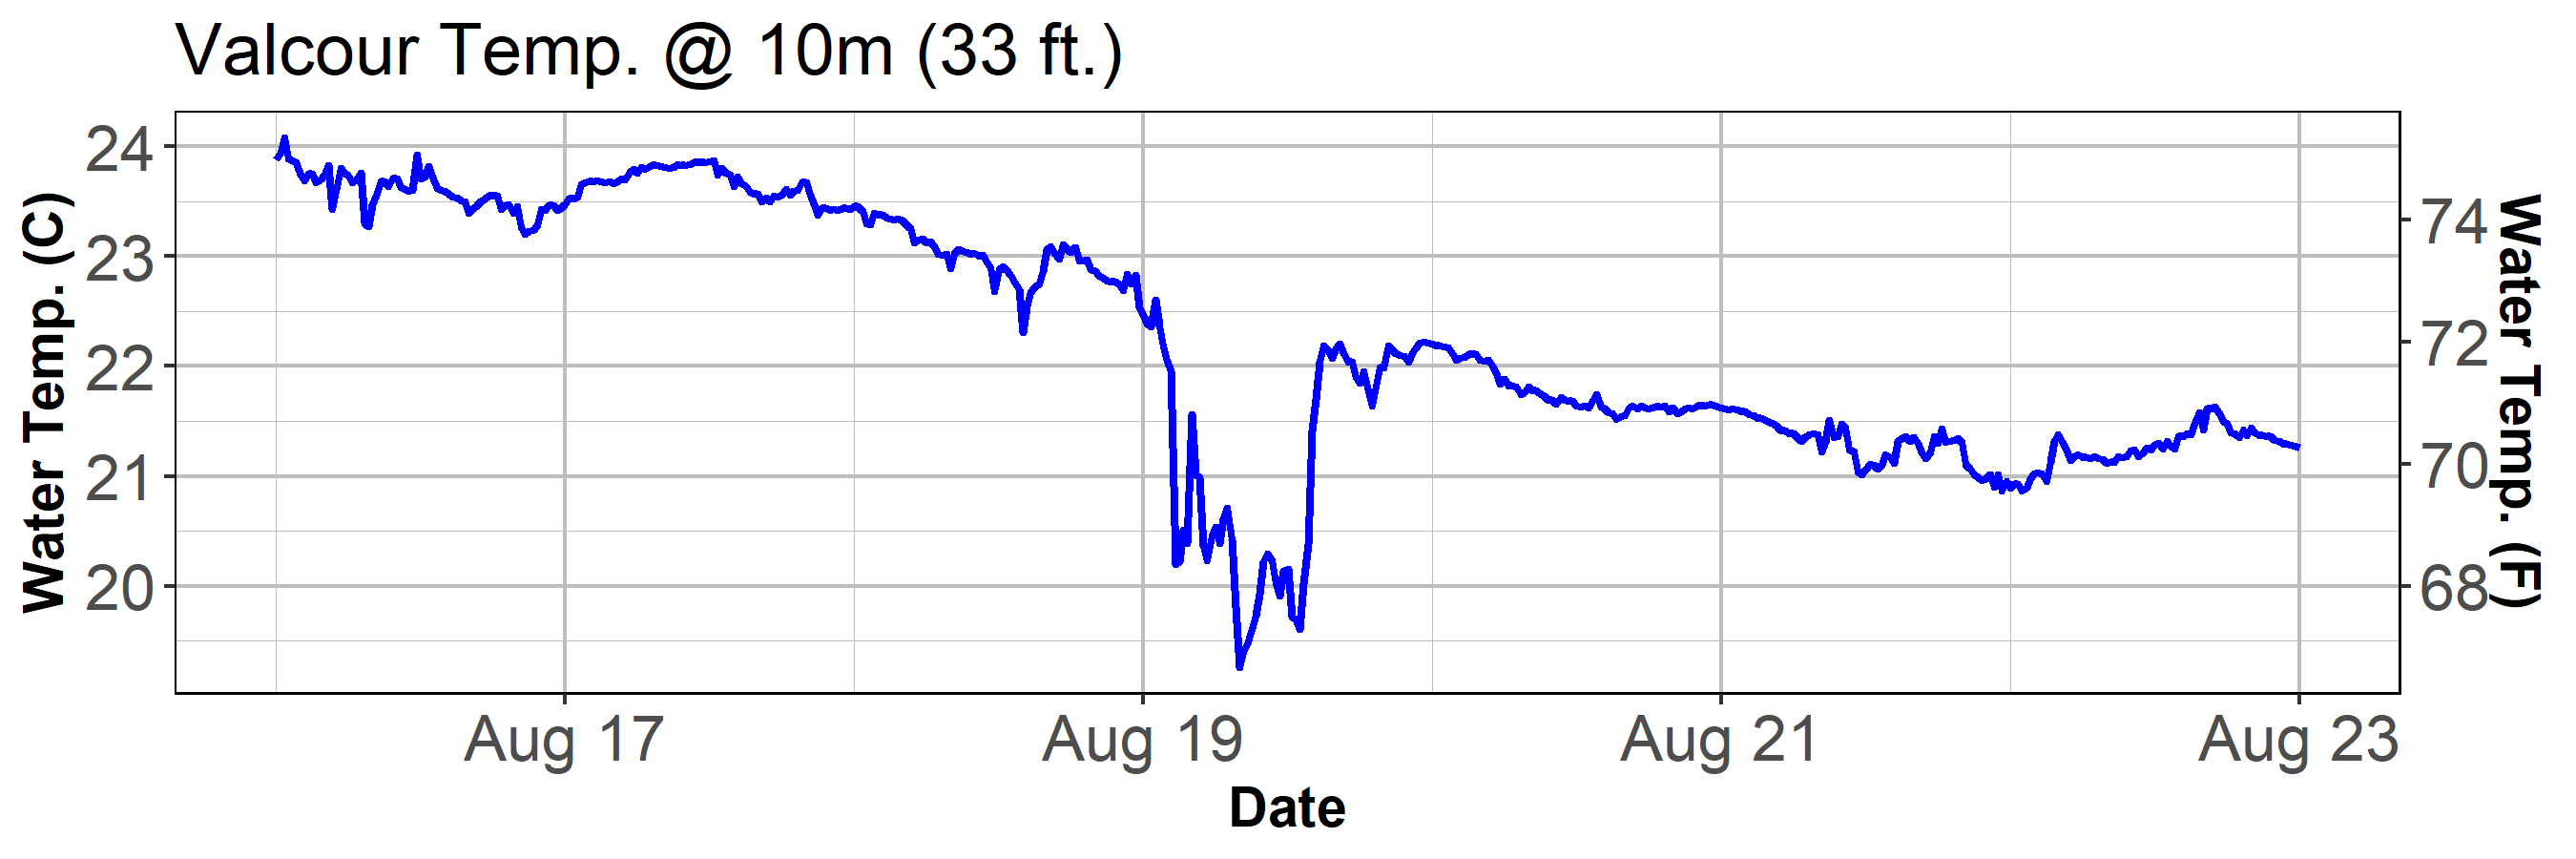 Valcour Temp. @ 10m (33 ft.)
Water Temp. (C)
24
23
22
21
20
74
72
70
68
Water Temp. (F)
Aug 17
Aug 19
Aug 21
Aug 23
Date